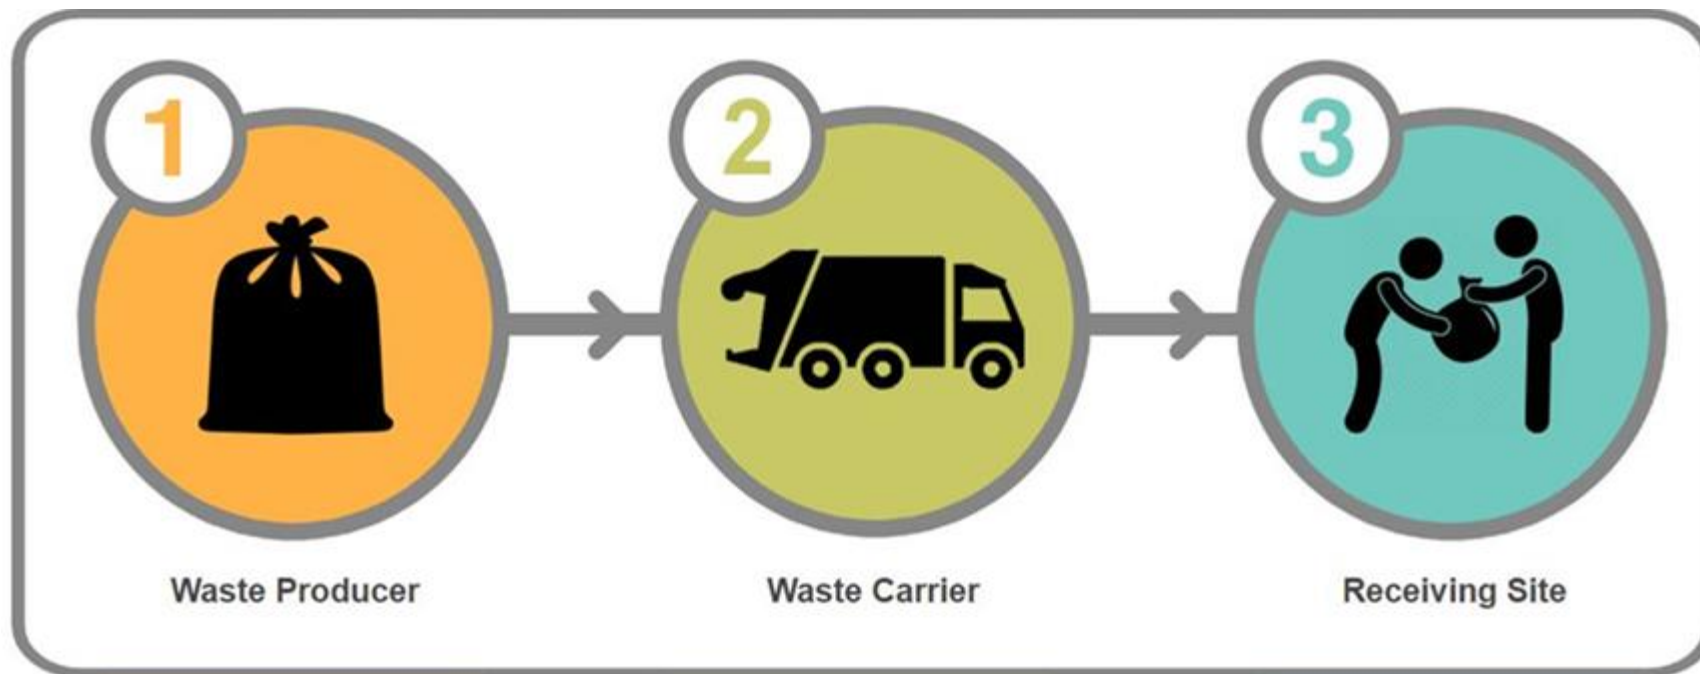 1
2
3
Waste Producer
Waste Carrier
Receiving Site